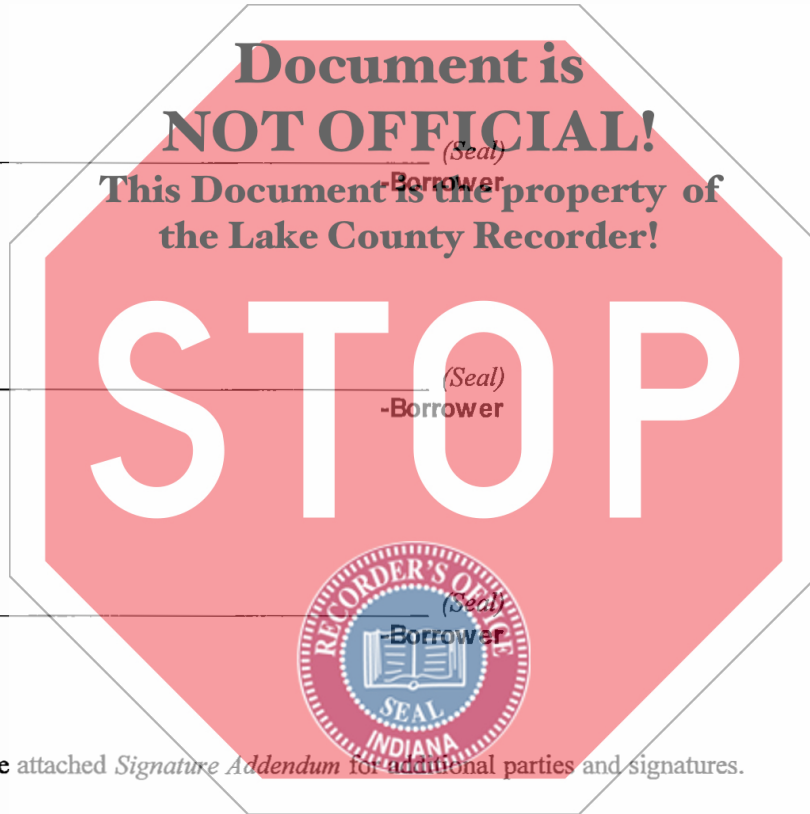 Document is
NOT OFFICIAL!
(Seal)
-Borrower
This Document is the property of
the Lake County Recorder!
STOP
(Seal)
-Borrower
RECORDER'S OFFICE
(Seal)
-Borrower
SEAL
INDIANA
e attached Signature Addendum for additional parties and signatures.